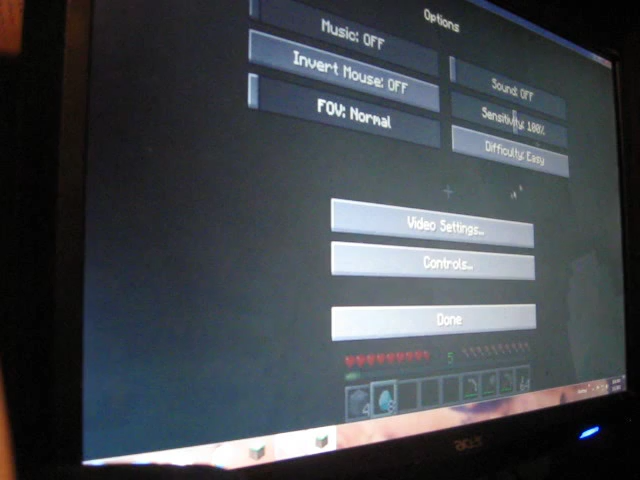 Options
Music: OFF
Sound: OFF
Invert Mouse: OFF
Sensitivity: 100%
FOV: Normal
Difficulty: Easy
Video Settings...
Controls...
Done
5
acer